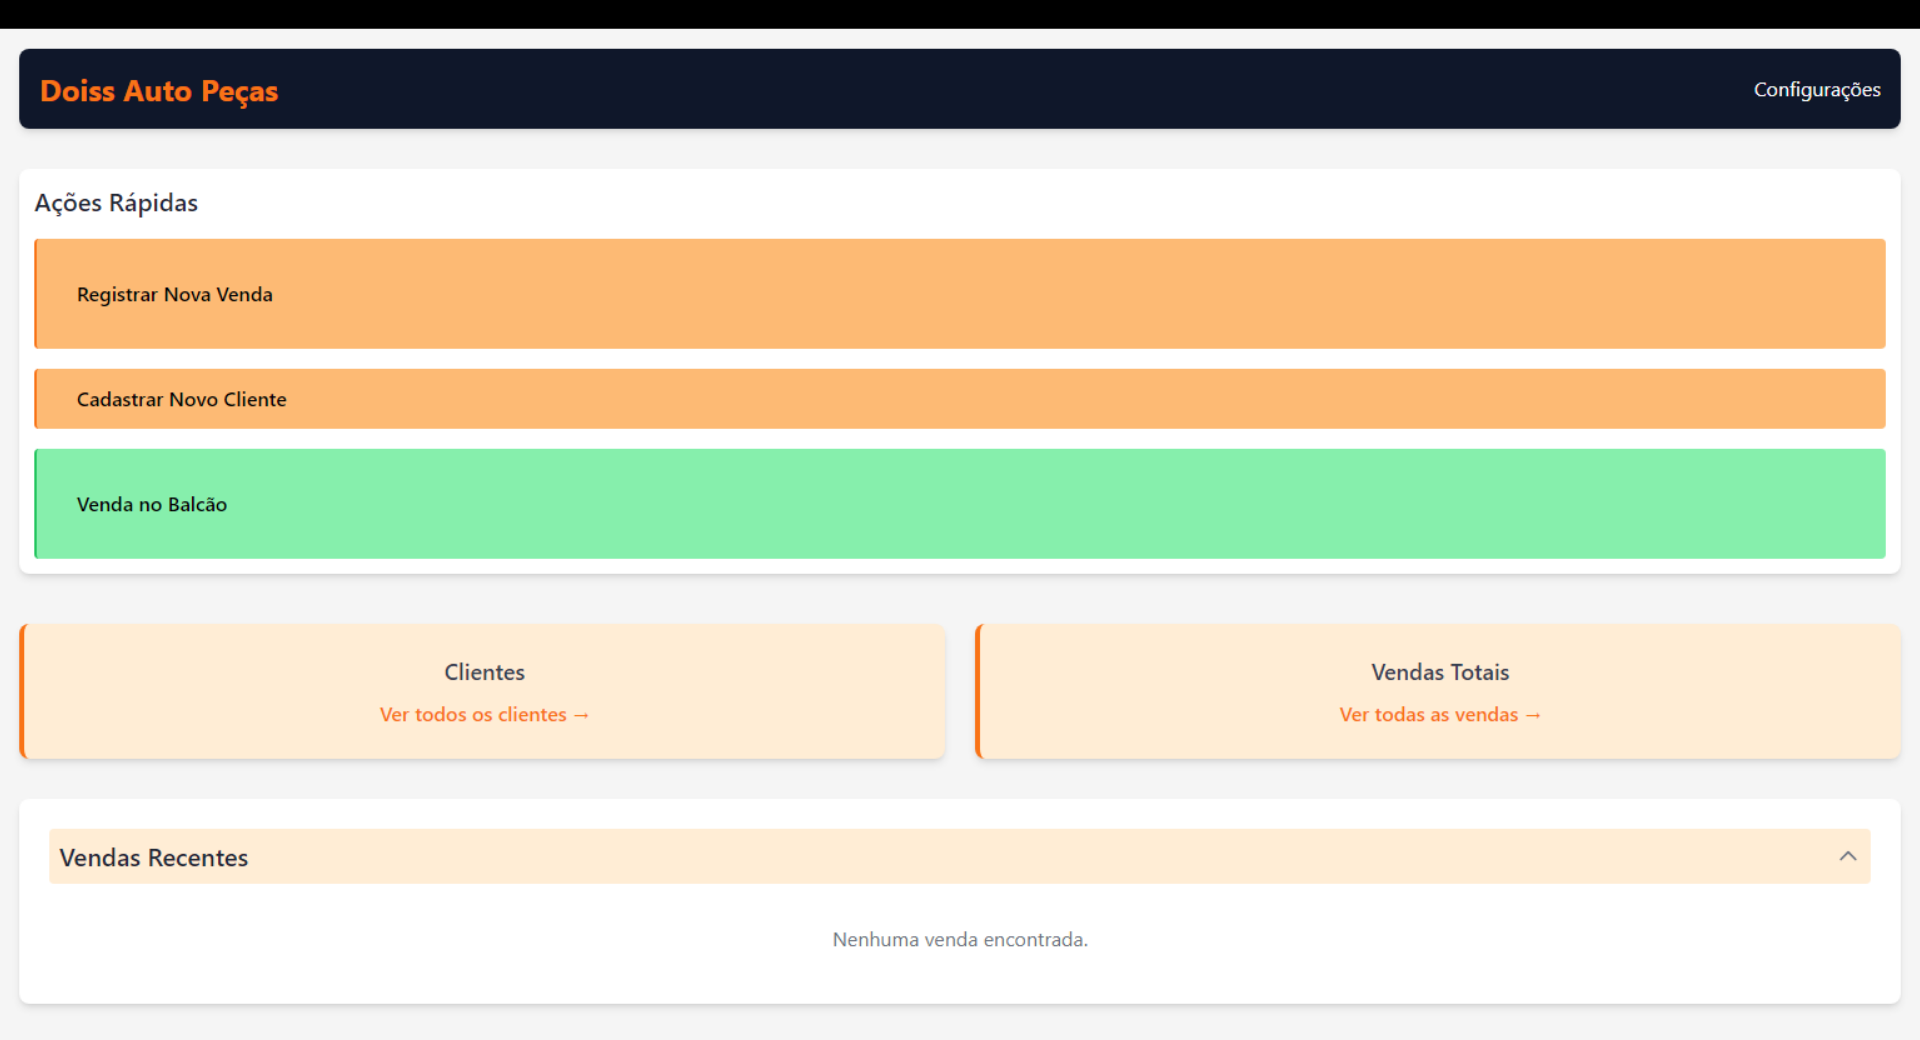 Doiss Auto Peças
Configurações
Ações Rápidas
Registrar Nova Venda
Cadastrar Novo Cliente
Venda no Balcão
Clientes
Ver todos os clientes →
Vendas Totais
Ver todas as vendas →
Vendas Recentes
Nenhuma venda encontrada.